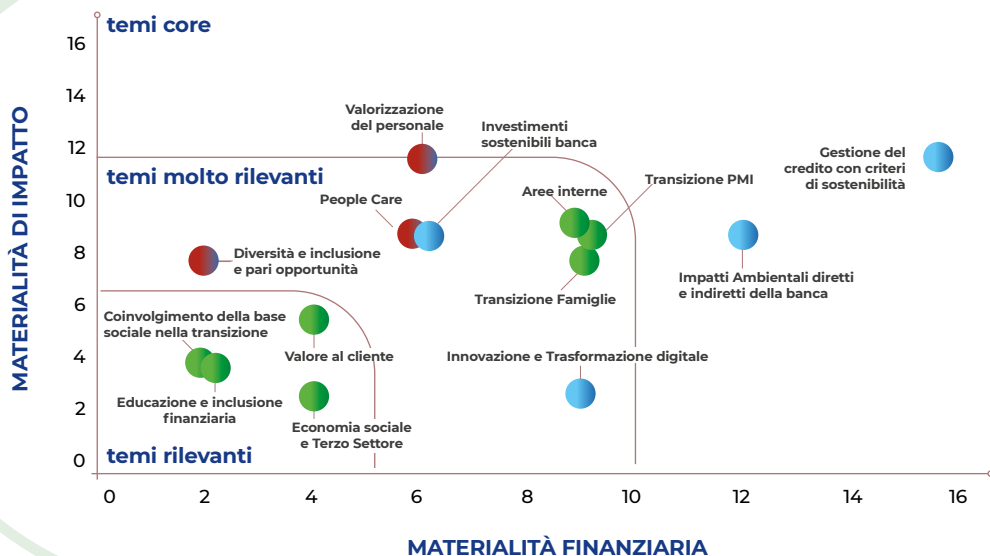 temi core
16
14
12
10
8
6
4
2
0
MATERIALITÀ DI IMPATTO
Valorizzazione
del personale
Investimenti
sostenibili banca
Gestione del
credito con criteri
di sostenibilità
temi molto rilevanti
People Care
Aree interne
Transizione PMI
Diversità e inclusione
e pari opportunità
Transizione Famiglie
Impatti Ambientali diretti
e indiretti della banca
Coinvolgimento della base
sociale nella transizione
Valore al cliente
Innovazione e Trasformazione digitale
Educazione e inclusione
finanziaria
Economia sociale
e Terzo Settore
temi rilevanti
0 2 4 6 8 10 12 14 16
MATERIALITÀ FINANZIARIA